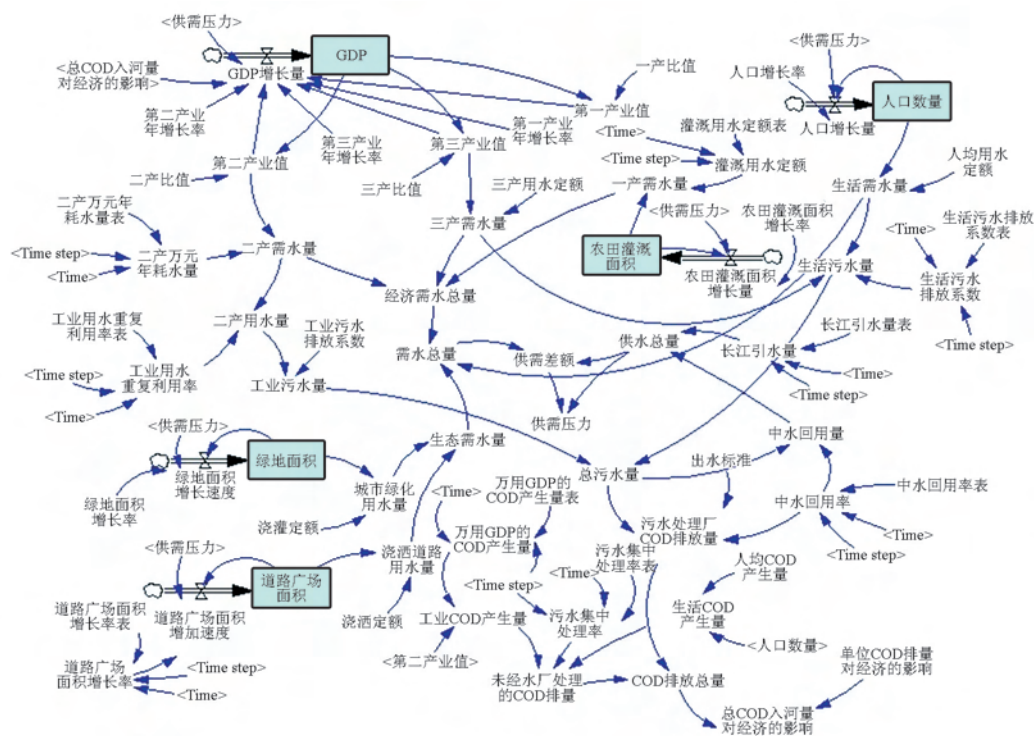 <供需压力>
GDP
<总COD入河量
对经济的影响>
GDP增长量
第二产业
年增长率
第三产业
年增长率
第一产业
年增长率
一产比值
第一产业值
第二产业值
二产比值
第三产业值
三产比值
<供需压力>
人口增长率
人口数量
人口增长量
<Time>
灌溉用水定额表
<Time step>
灌溉用水定额
一产需水量
三产用水定额
三产需水量
生活需水量
人均用水
定额
二产万元年
耗水量表
<Time step>
<Time>
二产万元
年耗水量
二产需水量
<供需压力>
农田灌溉面积
增长率
农田灌溉
面积
农田灌溉面积
增长量
生活污水量
<Time>
生活污水排放
系数表
生活污水
排放系数
<Time step>
经济需水总量
工业用水重复
利用率表
二产用水量
工业污水
排放系数
<Time step>
工业用水
重复利用率
<Time>
工业污水量
需水总量
供需差额
供水总量
长江引水量表
长江引水量
<Time>
<Time step>
供需压力
<供需压力>
绿地面积
绿地面积
增长速度
绿地面积
增长率
生态需水量
城市绿化
用水量
浇灌定额
总污水量
出水标准
中水回用量
中水回用率表
中水回用率
<Time>
<Time step>
<Time>
万用GDP的
COD产生量表
万用GDP的
COD产生量
<Time step>
污水处理厂
COD排放量
污水集中
处理率表
<Time>
污水集中
处理率
人均COD
产生量
生活COD
产生量
<人口数量>
<供需压力>
道路广场
面积
道路广场面积
增长率表
道路广场面积
增加速度
道路广场
面积增长率
<Time step>
<Time>
浇洒道路
用水量
浇洒定额
工业COD产生量
<第二产业值>
未经水厂处理
的COD排量
COD排放总量
单位COD排量
对经济的影响
总COD入河量
对经济的影响